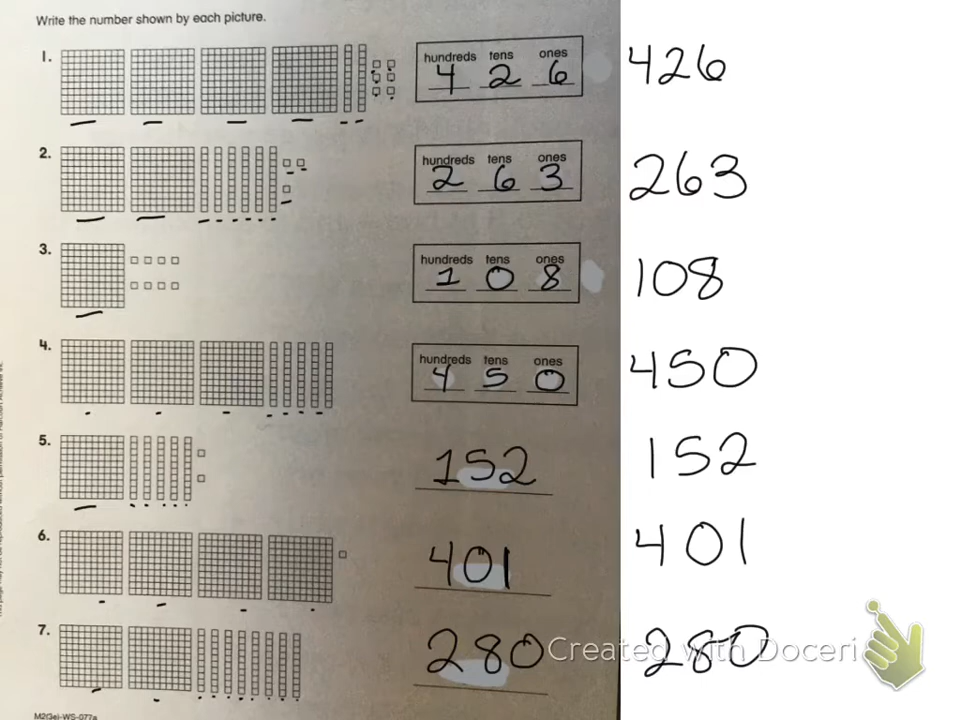 Write the number shown by each picture.
1. hundreds tens ones
4 2 6 426
2. hundreds tens ones
2 6 3 263
3. hundreds tens ones
1 0 8 108
4. hundreds tens ones
4 5 0 450
5. 152 152
6. 401 401
7. 280 280
Created with Doceri
M2(3e)-WS-077a